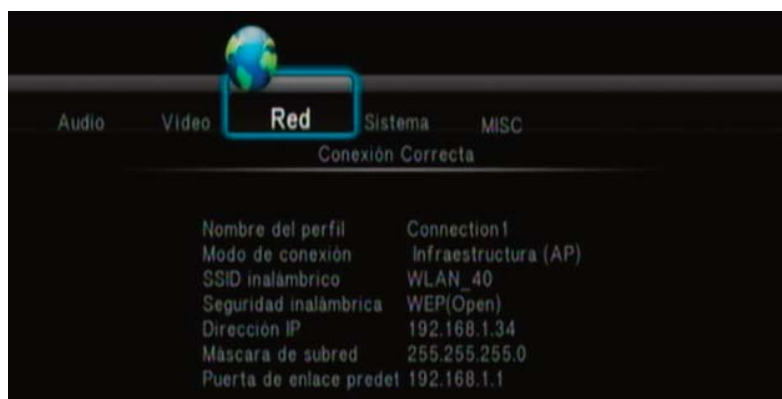 Audio Vídeo Red Sistema MISC
Conexión Correcta
Nombre del perfil Connection1
Modo de conexión Infraestructura (AP)
SSID inalámbrico WLAN_40
Seguridad inalámbrica WEP(Open)
Dirección IP 192.168.1.34
Máscara de subred 255.255.255.0
Puerta de enlace predet 192.168.1.1